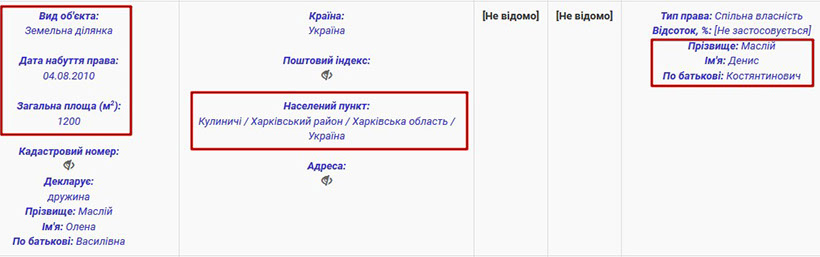 Вид об'єкта:
Земельна ділянка
Дата набуття права:
04.08.2010
Загальна площа (м²):
1200
Кадастровий номер:
Декларує:
дружина
Прізвище: Маслій
Ім'я: Олена
По батькові: Василівна
Країна:
Україна
Поштовий індекс:
Населений пункт:
Кулиничі / Харківський район / Харківська область /
Україна
Адреса:
[Не відомо]
[Не відомо]
Тип права: Спільна власність
Відсоток, %: [Не застосовується]
Прізвище: Маслій
Ім'я: Денис
По батькові: Костянтинович